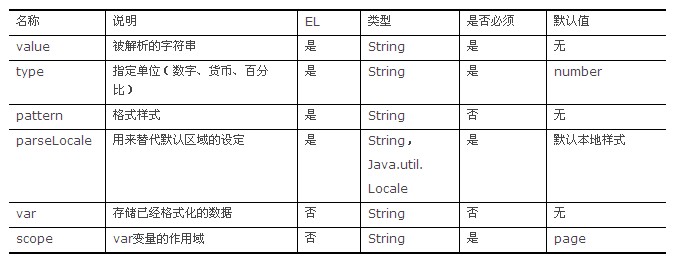 名称 说明 EL 类型 是否必须 默认值
value 被解析的字符串 是 String 是 无
type 指定单位（数字、货币、百分 是 String 是 number
比）
pattern 格式样式 是 String 否 无
parseLocale 用来替代默认区域的设定 是 String， 是 默认本地样式
Java.util.
Locale
var 存储已经格式化的数据 否 String 否 无
scope var变量的作用域 否 String 是 page